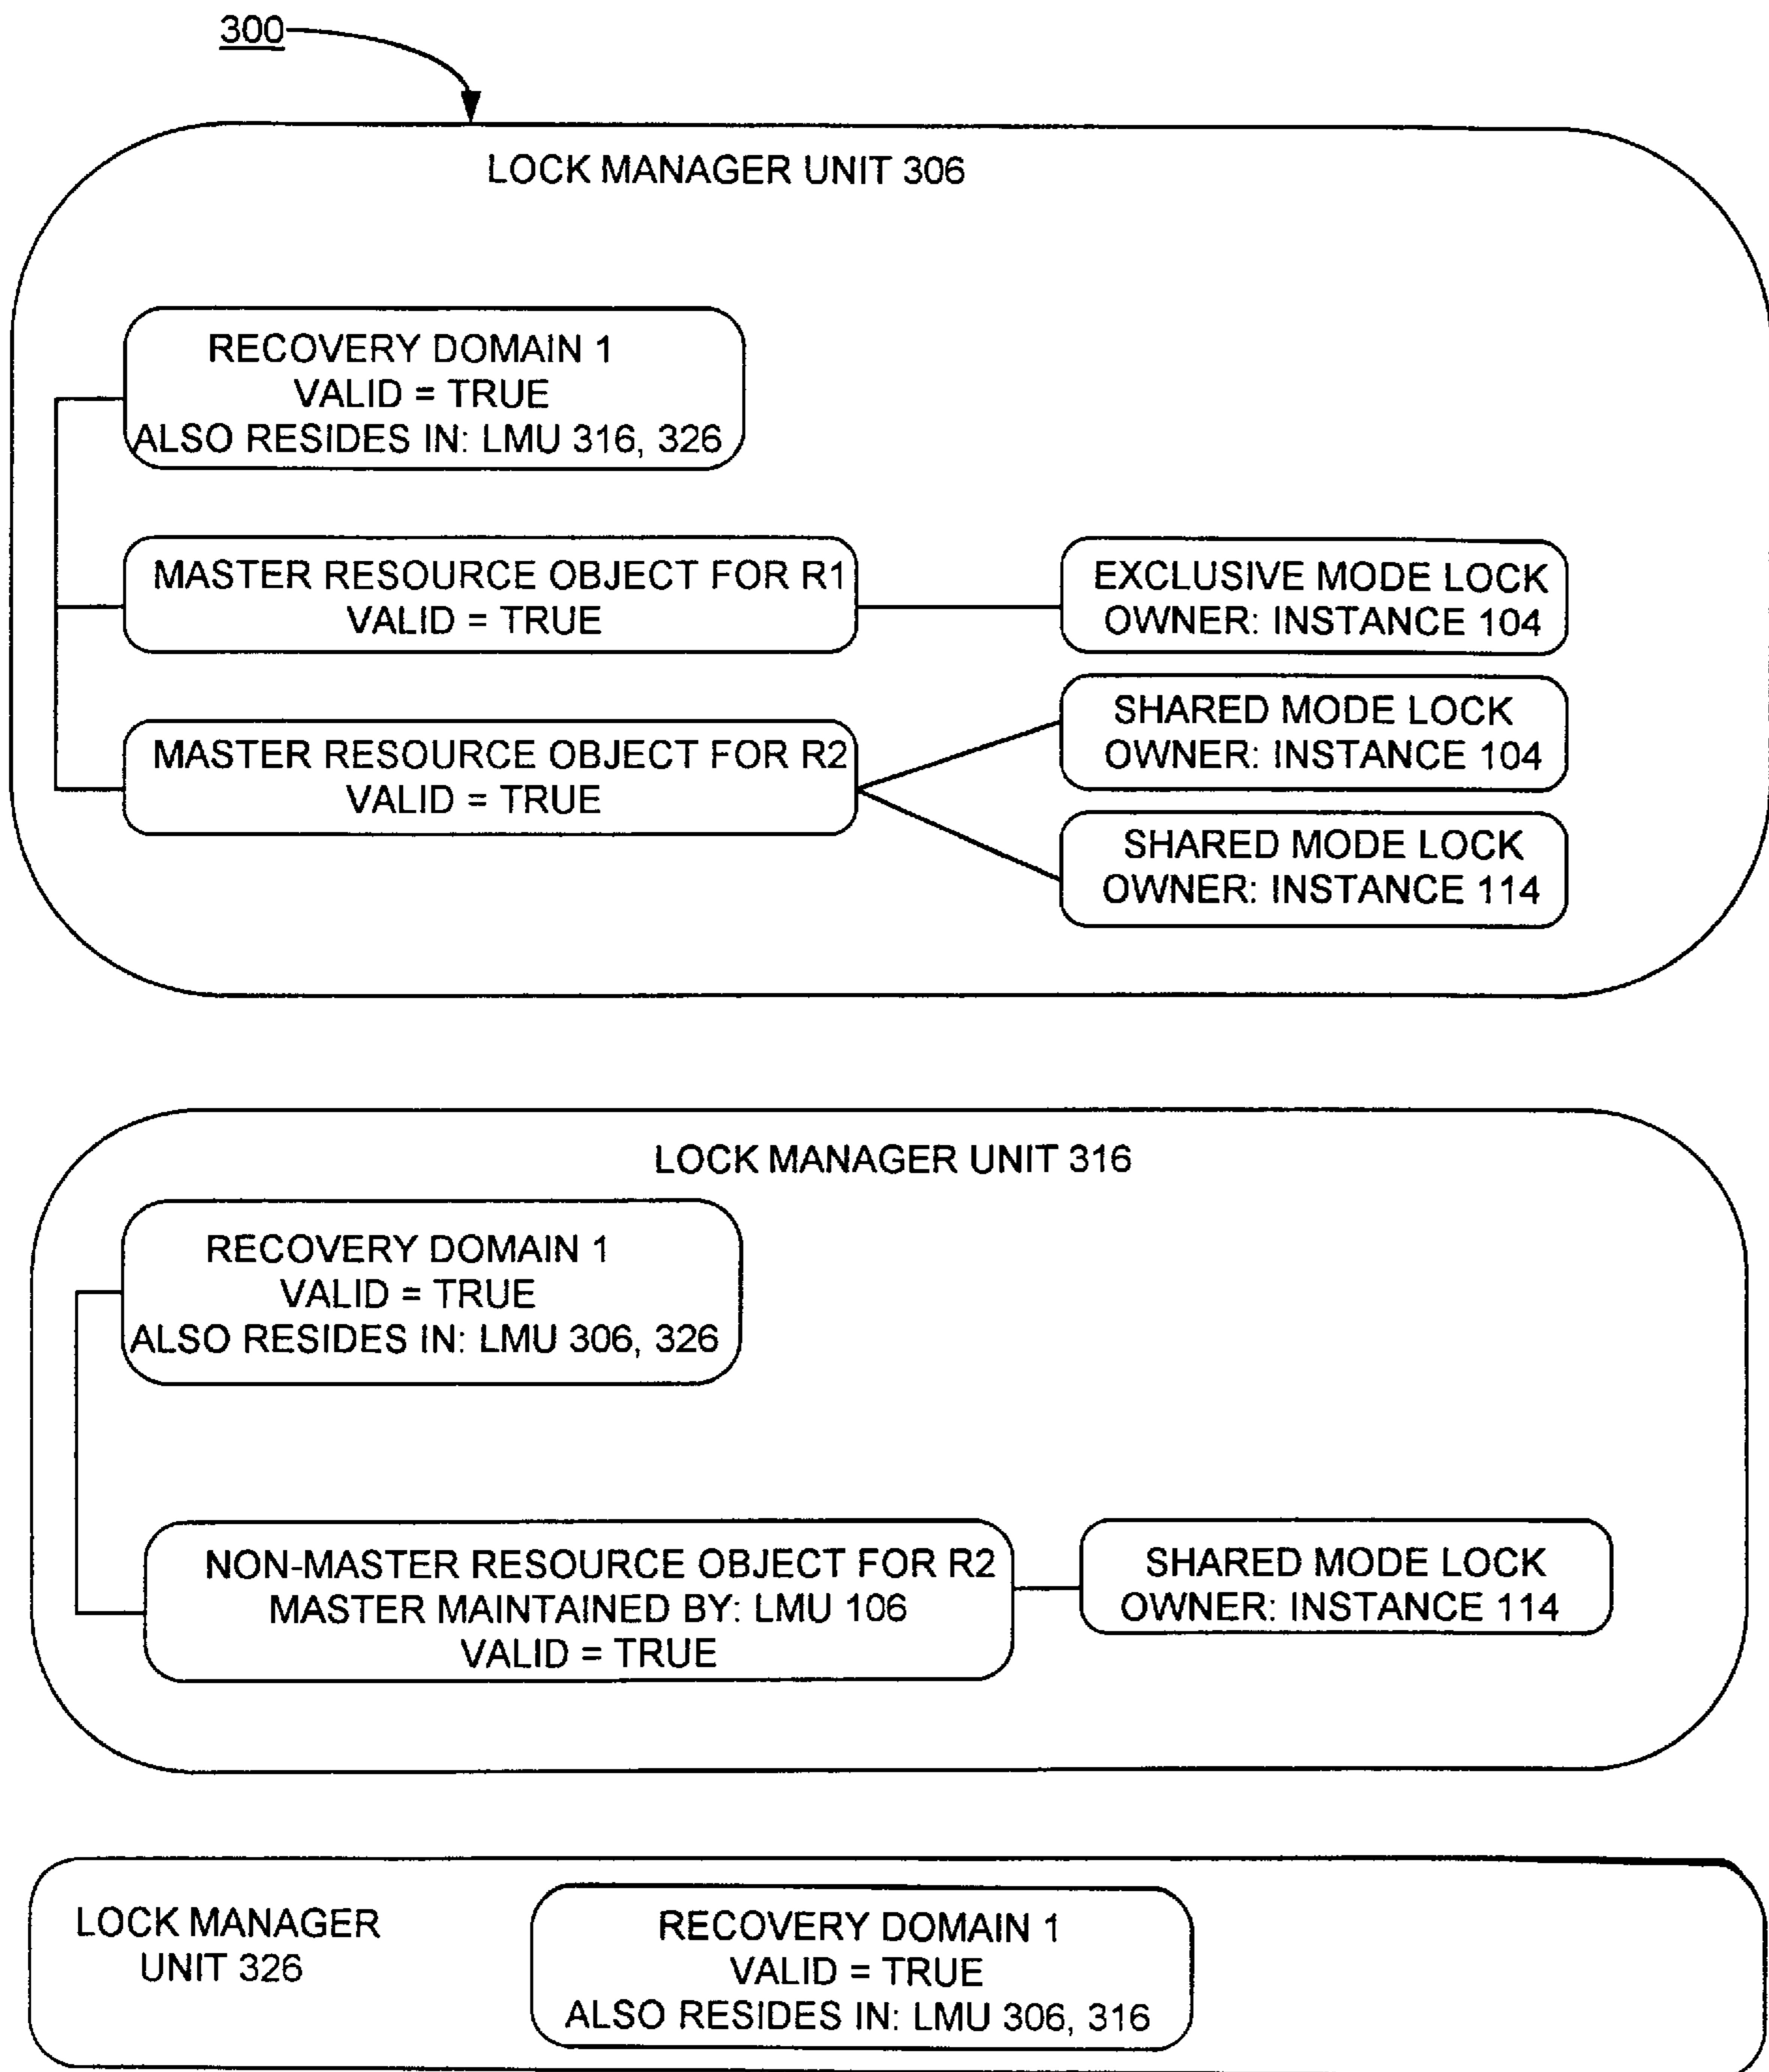 300
LOCK MANAGER UNIT 306
RECOVERY DOMAIN 1
VALID = TRUE
ALSO RESIDES IN: LMU 316, 326
MASTER RESOURCE OBJECT FOR R1
VALID = TRUE
EXCLUSIVE MODE LOCK
OWNER: INSTANCE 104
MASTER RESOURCE OBJECT FOR R2
VALID = TRUE
SHARED MODE LOCK
OWNER: INSTANCE 104
SHARED MODE LOCK
OWNER: INSTANCE 114
LOCK MANAGER UNIT 316
RECOVERY DOMAIN 1
VALID = TRUE
ALSO RESIDES IN: LMU 306, 326
NON-MASTER RESOURCE OBJECT FOR R2
MASTER MAINTAINED BY: LMU 106
VALID = TRUE
SHARED MODE LOCK
OWNER: INSTANCE 114
LOCK MANAGER
UNIT 326
RECOVERY DOMAIN 1
VALID = TRUE
ALSO RESIDES IN: LMU 306, 316